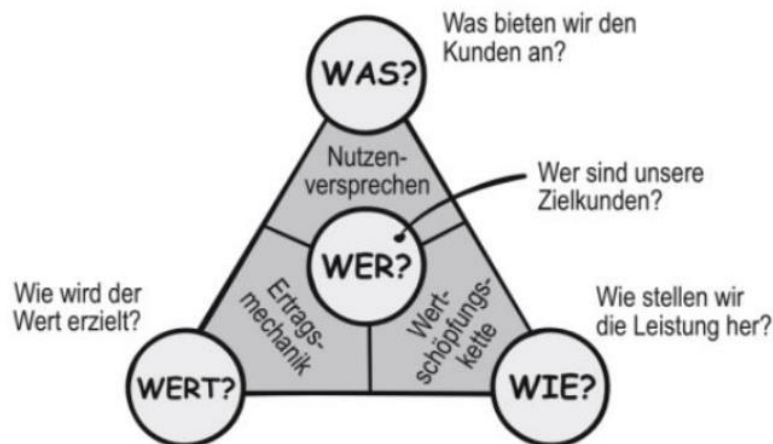 Was bieten wir den
Kunden an?
WAS?
Nutzen-
versprechen
Wer sind unsere
Zielkunden?
WER?
Wie wird der
Wert erzielt?
Ertrags-
mechanik
Wert-
schöpfungs-
kette
Wie stellen wir
die Leistung her?
WERT?
WIE?